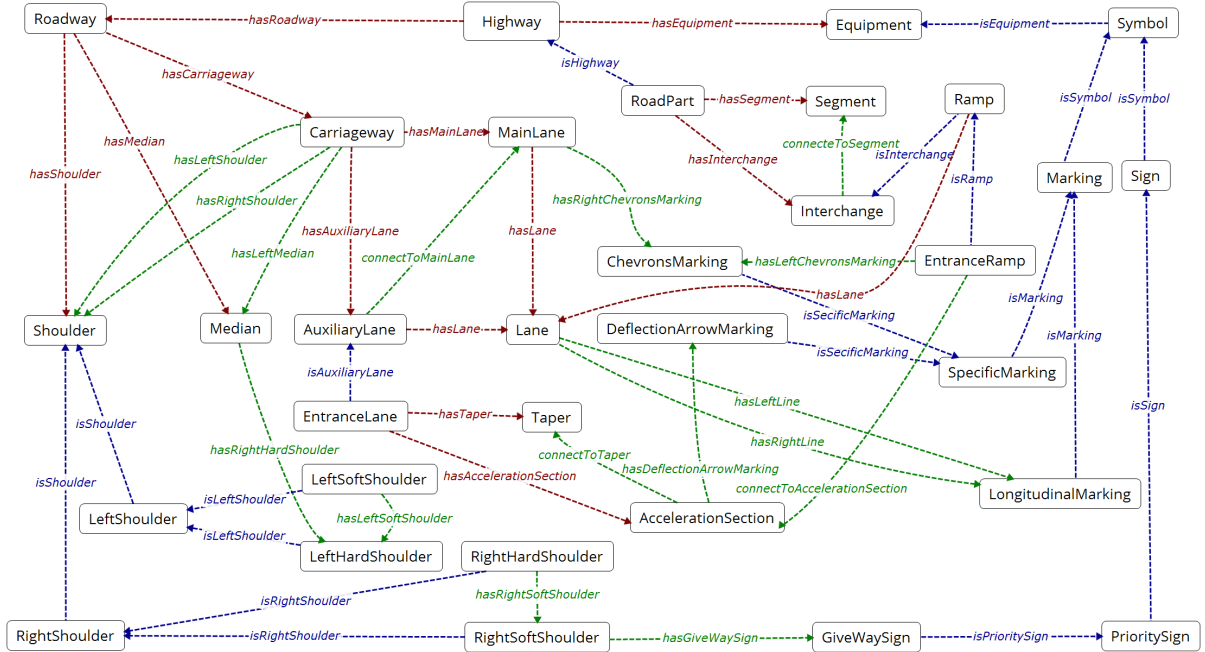 Roadway
hasRoadway
Highway
hasEquipment
Equipment
isEquipment
Symbol
isHighway
hasCarriageway
RoadPart
hasSegment
Segment
Ramp
isSymbol
isSymbol
Carriageway
hasMainLane
MainLane
hasMedian
hasLeftShoulder
connecteToSegment
isInterchange
hasInterchange
hasShoulder
isRamp
Marking
Sign
hasRightShoulder
hasRightChevronsMarking
Interchange
hasAuxiliaryLane
hasLane
hasLeftMedian
connectToMainLane
ChevronsMarking
hasLeftChevronsMarking
EntranceRamp
hasLane
isMarking
isSecificMarking
Shoulder
Median
AuxiliaryLane
hasLane
Lane
DeflectionArrowMarking
isMarking
isSecificMarking
isAuxiliaryLane
SpecificMarking
hasLeftLine
isSign
EntranceLane
hasTaper
Taper
isShoulder
hasRightLine
hasRightHardShoulder
connectToTaper
hasDeflectionArrowMarking
isShoulder
LeftSoftShoulder
hasAccelerationSection
connectToAccelerationSection
LongitudinalMarking
isLeftShoulder
LeftShoulder
hasLeftSoftShoulder
AccelerationSection
isLeftShoulder
LeftHardShoulder
RightHardShoulder
hasRightSoftShoulder
isRightShoulder
RightShoulder
isRightShoulder
RightSoftShoulder
hasGiveWaySign
GiveWaySign
isPrioritySign
PrioritySign